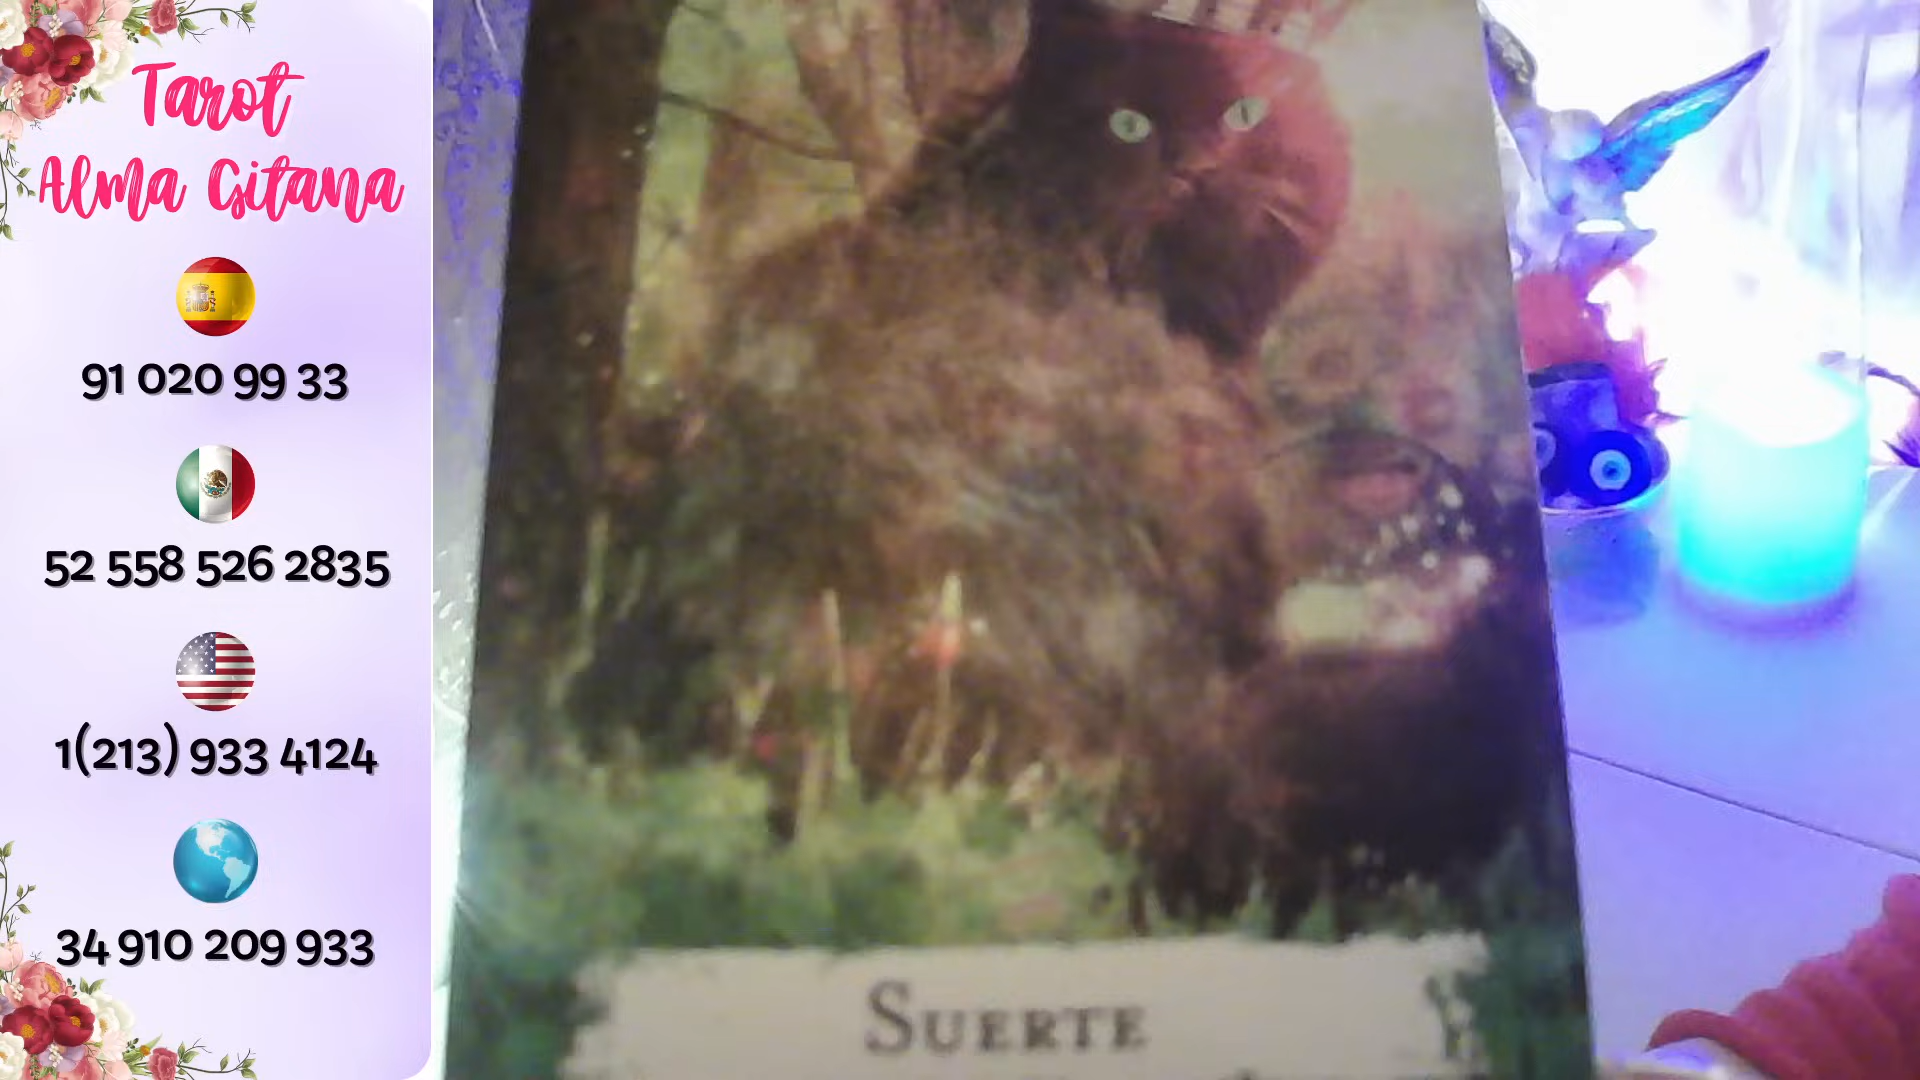 Tarot
Alma Gitana
91 020 99 33
52 558 526 2835
1(213) 933 4124
34 910 209 933
SUERTE